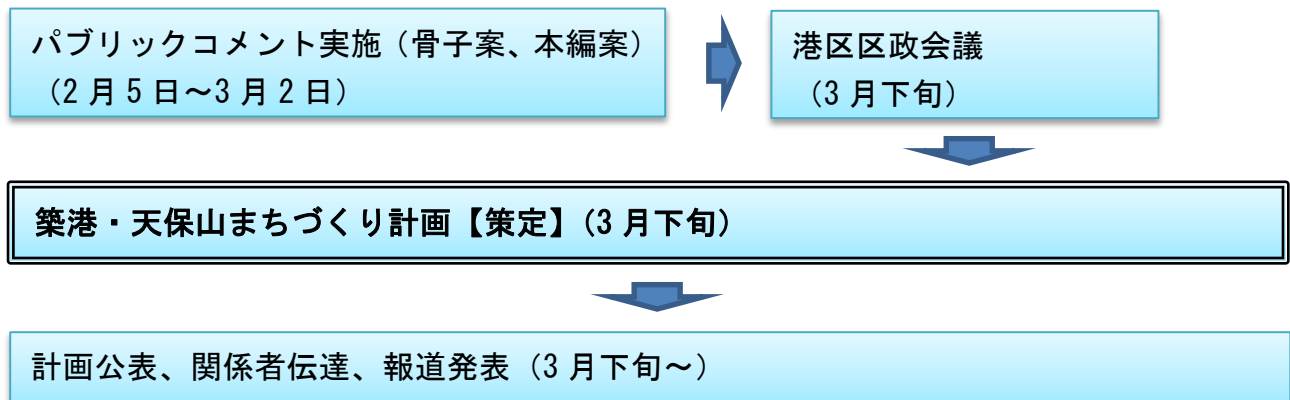 パブリックコメント実施（骨子案、本編案）
（2月5日～3月2日）
港区区政会議
（3月下旬）
築港・天保山まちづくり計画【策定】（3月下旬）
計画公表、関係者伝達、報道発表（3月下旬～）